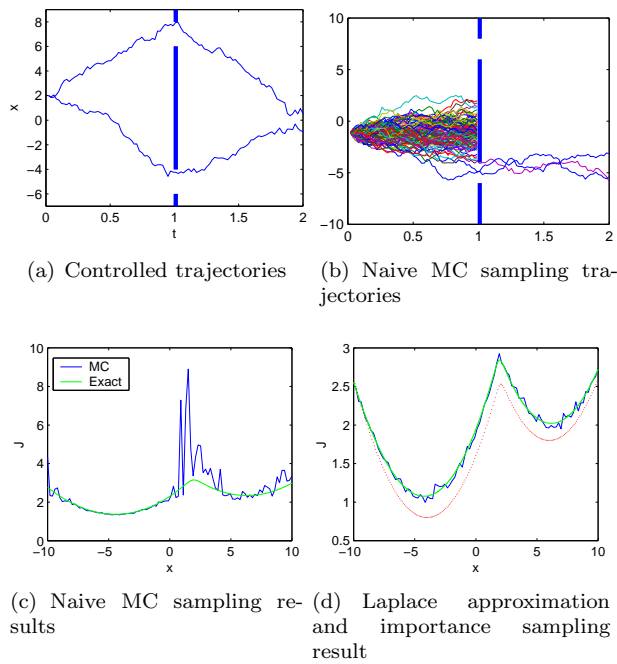 8
6
4
2
0
−2
−4
−6
x
0 0.5 1 1.5 2
t
10
5
0
−5
−10
0 0.5 1 1.5 2
(a) Controlled trajectories
(b) Naive MC sampling tra-
jectories
10
8
6
4
2
0
J
MC
Exact
−10 −5 0 5 10
x
3
2.5
2
1.5
1
0.5
J
−10 −5 0 5 10
x
(c) Naive MC sampling re-
sults
(d) Laplace approximation
and importance sampling
result